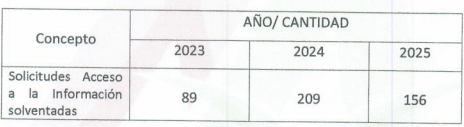 Concepto
AÑO/ CANTIDAD
2023 2024 2025
Solicitudes Acceso
a la Información
solventadas
89 209 156